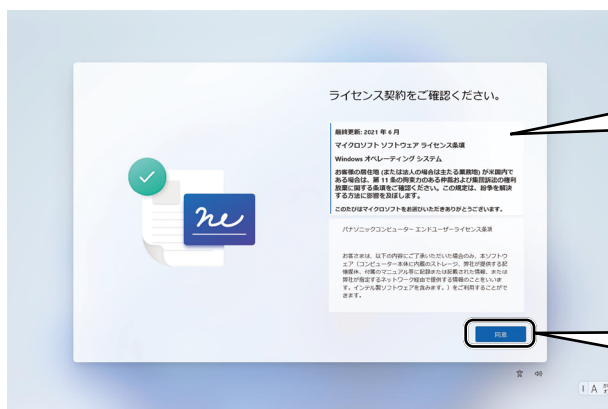 ライセンス契約をご確認ください。
最終更新: 2021 年 6 月
マイクロソフト ソフトウェア ライセンス条項
Windows オペレーティング システム
お客様の居住地 (または法人の場合は主たる業務地) が米国内で
ある場合は、第 11 条の拘束力のある仲裁および集団訴訟の権利
放棄に関する条項をご確認ください。この規定は、紛争を解決
する方法に影響を及ぼします。
このたびはマイクロソフトをお選びいただきありがとうございます。
パナソニックコンピューター エンドユーザーライセンス条項
お客さまは、以下の内容にご了承いただいた場合のみ、本ソフトウ
ェア（コンピューター本体に内蔵のストレージ、弊社が提供する記
憶媒体、付属のマニュアル等に記録または記載された情報、または
弊社が指定するネットワーク経由で提供する情報のことをいいま
す。インテル製ソフトウェアを含みます。）をご利用することがで
きます。
同意
A